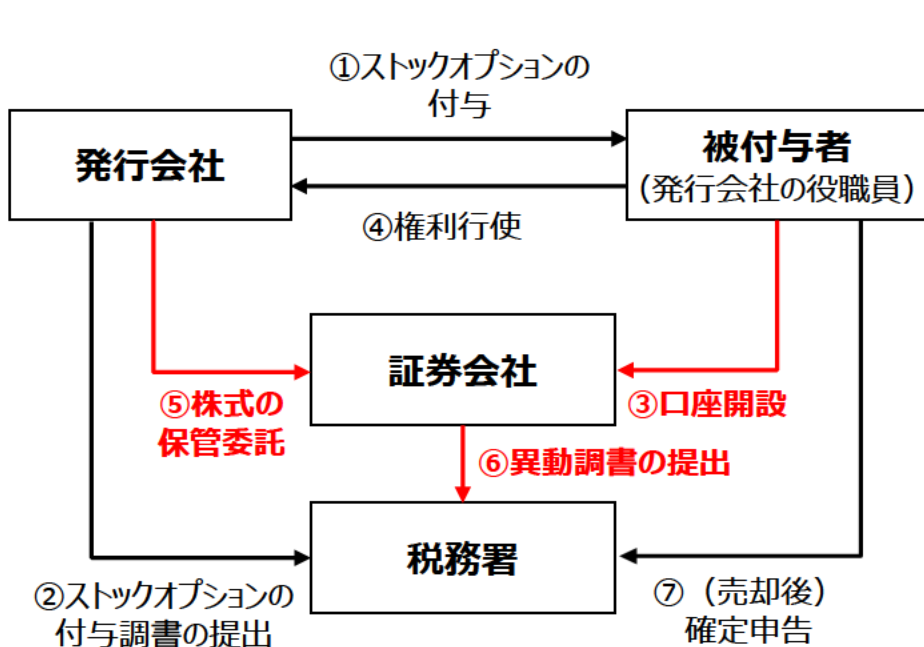 ①ストックオプションの
付与
発行会社
被付与者
(発行会社の役職員)
④権利行使
証券会社
⑤株式の
保管委託
③口座開設
⑥異動調書の提出
税務署
②ストックオプションの
付与調書の提出
⑦（売却後）
確定申告